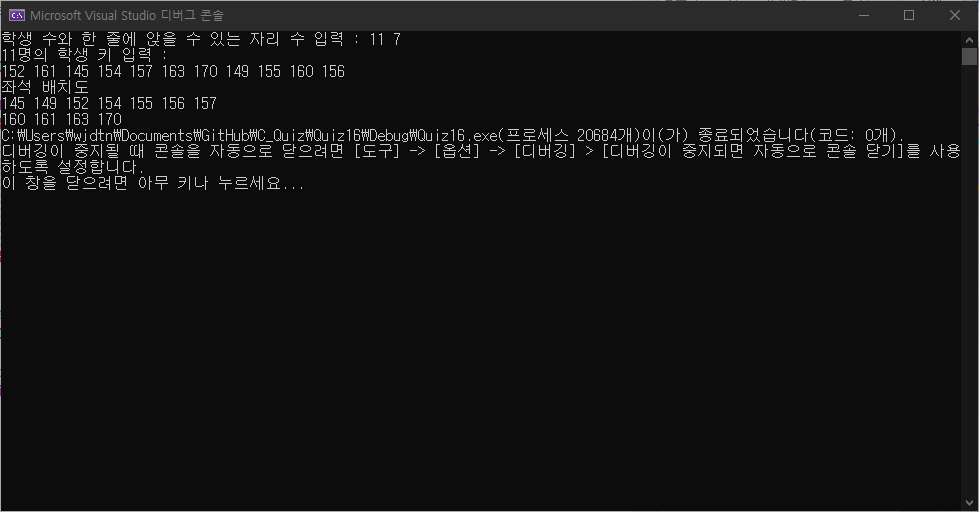 Microsoft Visual Studio 디버그 콘솔
학생 수와 한 줄에 앉을 수 있는 자리 수 입력 : 11 7
11명의 학생 키 입력 :
152 161 145 154 157 163 170 149 155 160 156
좌석 배치도
145 149 152 154 155 156 157
160 161 163 170
C:₩Users₩wjdtn₩Documents₩GitHub₩C_Quiz₩Quiz16₩Debug₩Quiz16.exe(프로세스 20684개)이(가) 종료되었습니다(코드: 0개).
디버깅이 중지될 때 콘솔을 자동으로 닫으려면 [도구] -> [옵션] -> [디버깅] > [디버깅이 중지되면 자동으로 콘솔 닫기]를 사용
하도록 설정합니다.
이 창을 닫으려면 아무 키나 누르세요...